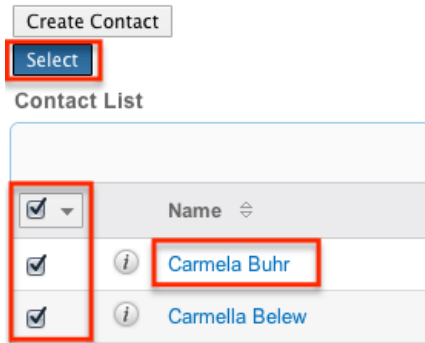 Create Contact
Select
Contact List
Name
i Carmela Buhr
i Carmella Belew